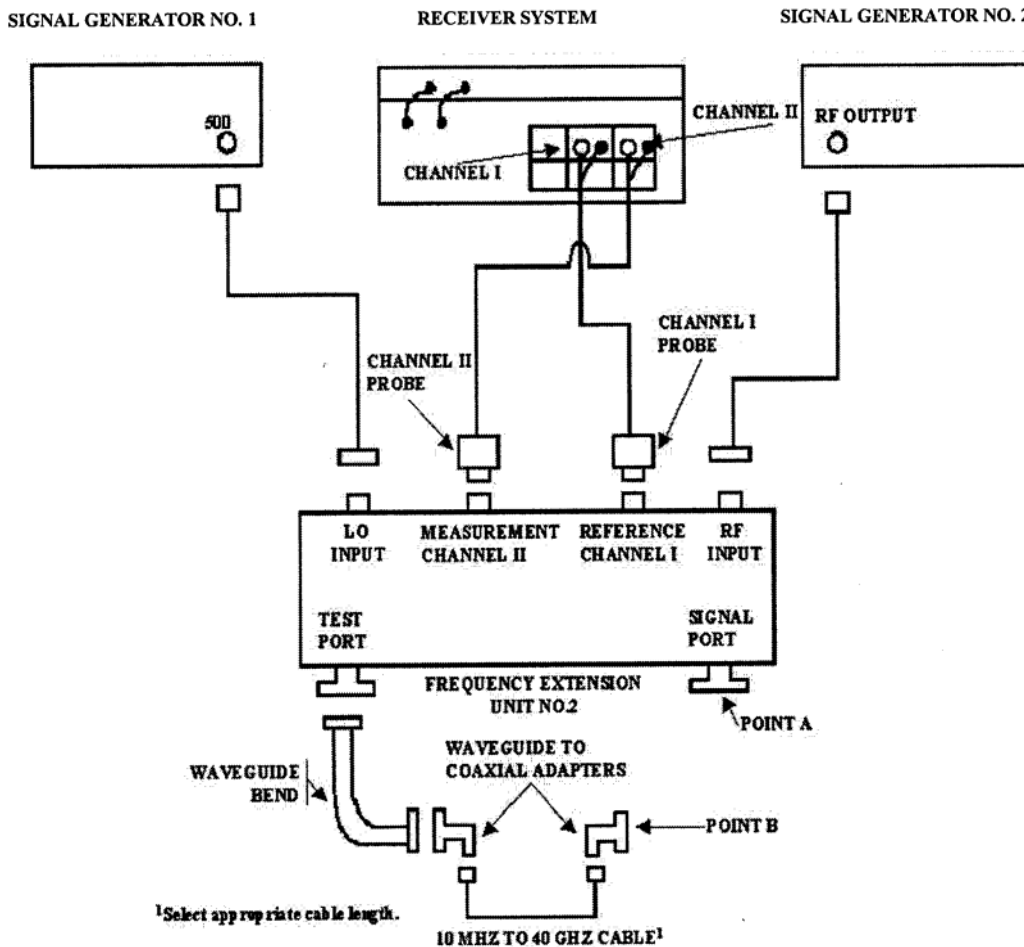 SIGNAL GENERATOR NO. 1
RECEIVER SYSTEM
SIGNAL GENERATOR NO. 2
50Ω
CHANNEL I
CHANNEL II
RF OUTPUT
CHANNEL II
PROBE
CHANNEL I
PROBE
LO
INPUT
MEASUREMENT
CHANNEL II
REFERENCE
CHANNEL I
RF
INPUT
TEST
PORT
SIGNAL
PORT
FREQUENCY EXTENSION
UNIT NO.2
POINT A
WAVEGUIDE
BEND
WAVEGUIDE TO
COAXIAL ADAPTERS
POINT B
¹Select appropriate cable length.
10 MHZ TO 40 GHZ CABLE¹